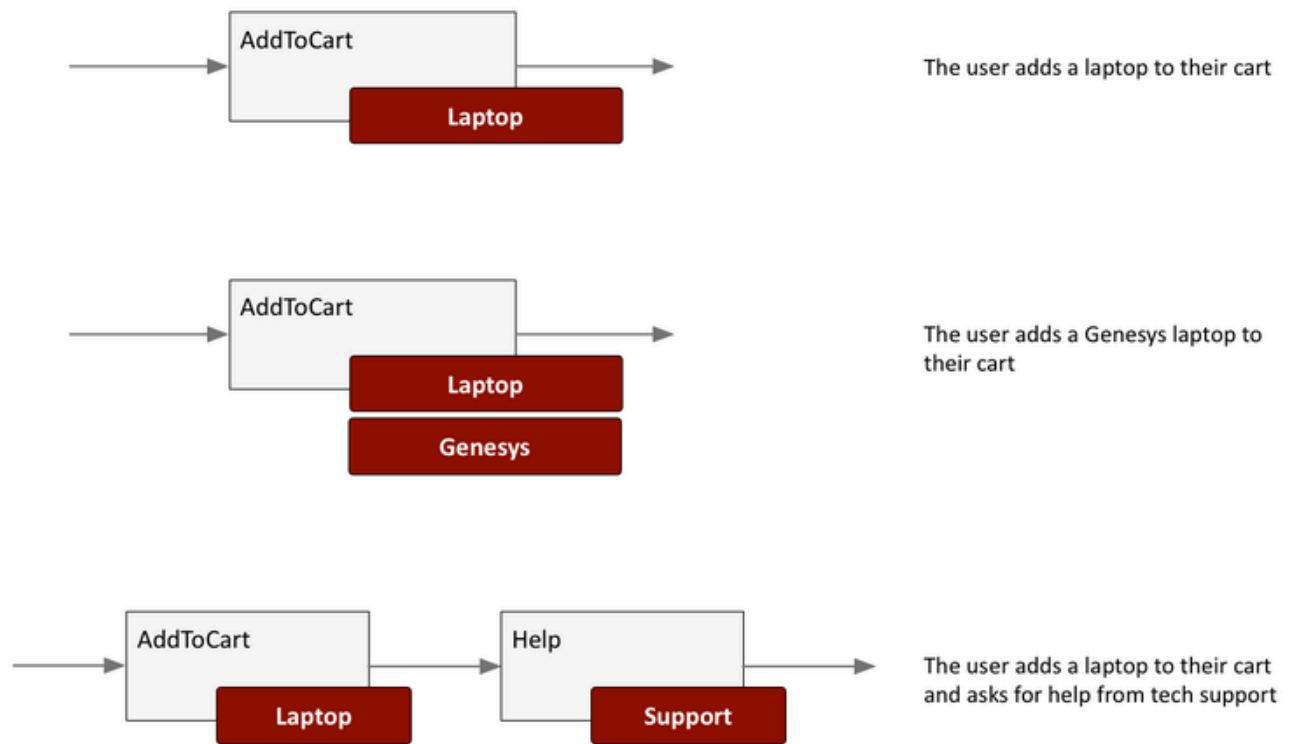 AddToCart
Laptop
The user adds a laptop to their cart
AddToCart
Laptop
Genesys
The user adds a Genesys laptop to
their cart
AddToCart
Laptop
Help
Support
The user adds a laptop to their cart
and asks for help from tech support